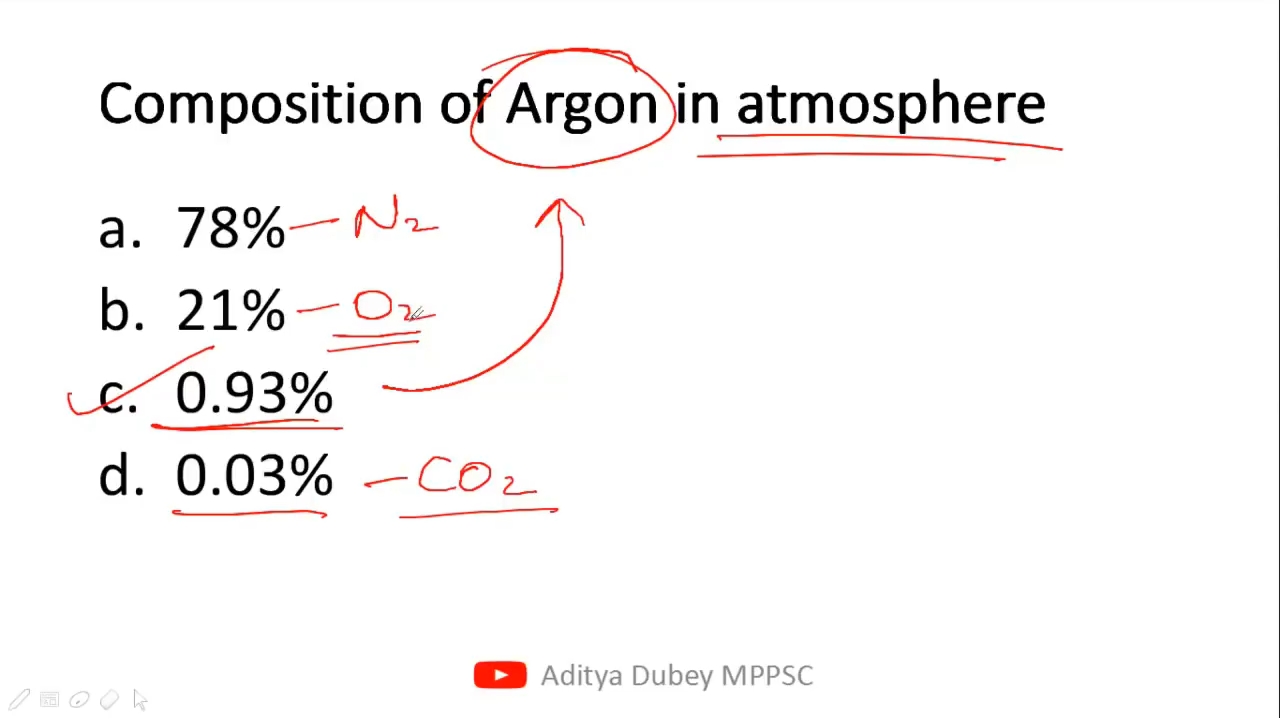 Composition of Argon in atmosphere
a. 78% — N₂
b. 21% — O₂
c. 0.93%
d. 0.03% — CO₂
Aditya Dubey MPPSC